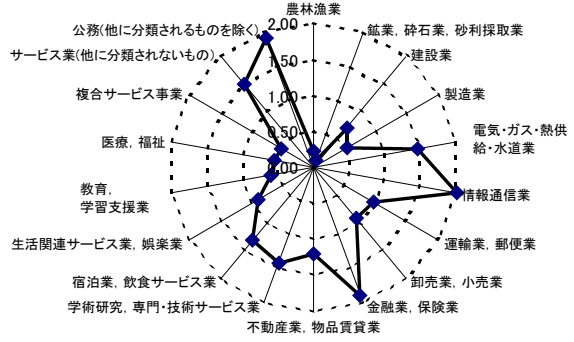 農林漁業
鉱業, 砕石業, 砂利採取業
建設業
製造業
電気・ガス・熱供
給・水道業
情報通信業
運輸業, 郵便業
卸売業, 小売業
金融業, 保険業
不動産業, 物品賃貸業
学術研究, 専門・技術サービス業
宿泊業, 飲食サービス業
生活関連サービス業, 娯楽業
教育,
学習支援業
医療, 福祉
複合サービス事業
サービス業(他に分類されないもの)
公務(他に分類されるものを除く)
2.00
1.50
1.00
0.50
0.00